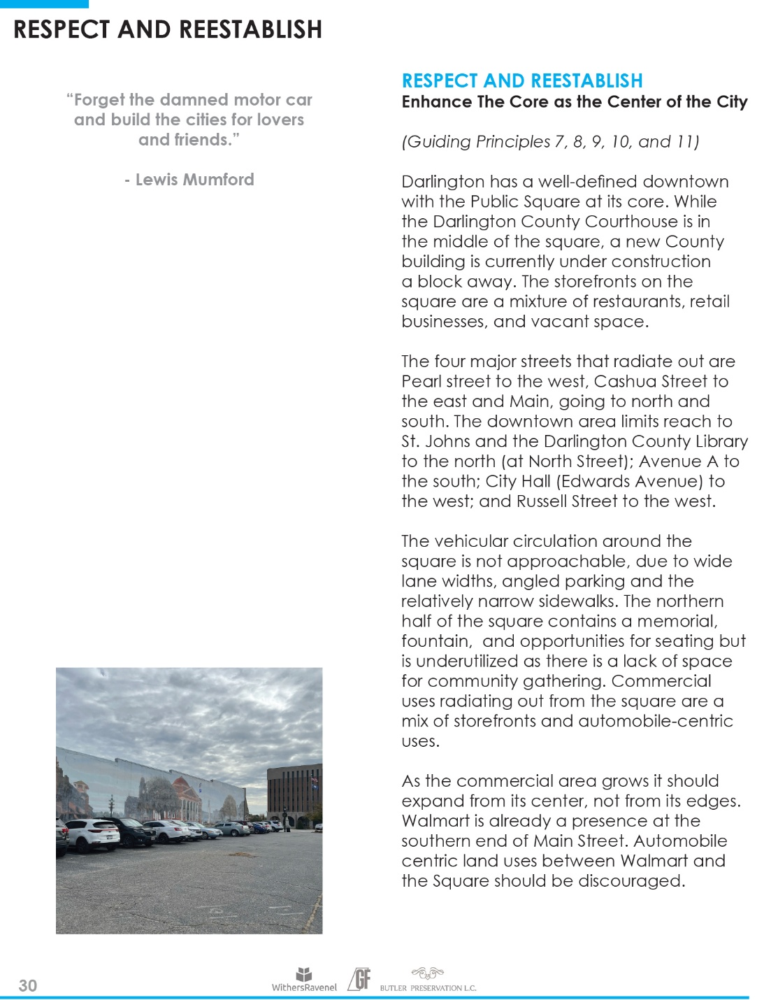 RESPECT AND REESTABLISH
“Forget the damned motor car
and build the cities for lovers
and friends.”
- Lewis Mumford
RESPECT AND REESTABLISH
Enhance The Core as the Center of the City
(Guiding Principles 7, 8, 9, 10, and 11)
Darlington has a well-defined downtown
with the Public Square at its core. While
the Darlington County Courthouse is in
the middle of the square, a new County
building is currently under construction
a block away. The storefronts on the
square are a mixture of restaurants, retail
businesses, and vacant space.
The four major streets that radiate out are
Pearl street to the west, Cashua Street to
the east and Main, going to north and
south. The downtown area limits reach to
St. Johns and the Darlington County Library
to the north (at North Street); Avenue A to
the south; City Hall (Edwards Avenue) to
the west; and Russell Street to the west.
The vehicular circulation around the
square is not approachable, due to wide
lane widths, angled parking and the
relatively narrow sidewalks. The northern
half of the square contains a memorial,
fountain,  and opportunities for seating but
is underutilized as there is a lack of space
for community gathering. Commercial
uses radiating out from the square are a
mix of storefronts and automobile-centric
uses.
As the commercial area grows it should
expand from its center, not from its edges.
Walmart is already a presence at the
southern end of Main Street. Automobile
centric land uses between Walmart and
the Square should be discouraged.
30
WithersRavenel
GF
BUTLER PRESERVATION L.C.